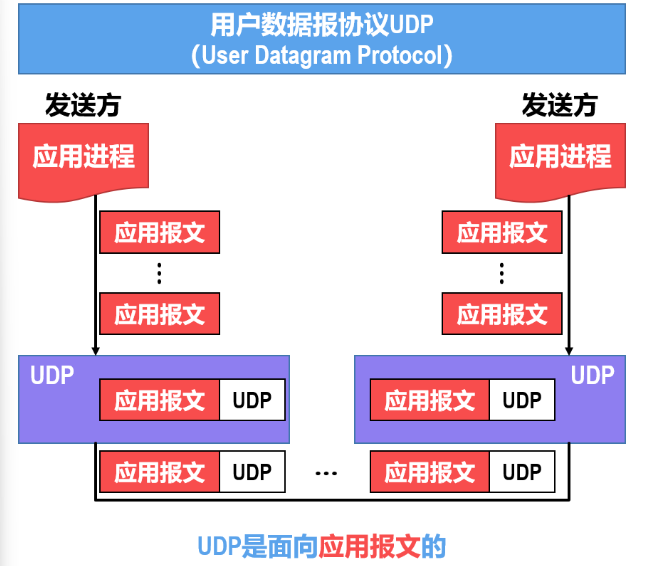 用户数据报协议UDP
（User Datagram Protocol）
发送方 发送方
应用进程 应用进程
应用报文 应用报文
⋮ ⋮
应用报文 应用报文
UDP UDP
应用报文 UDP 应用报文 UDP
应用报文 UDP … 应用报文 UDP
UDP是面向应用报文的